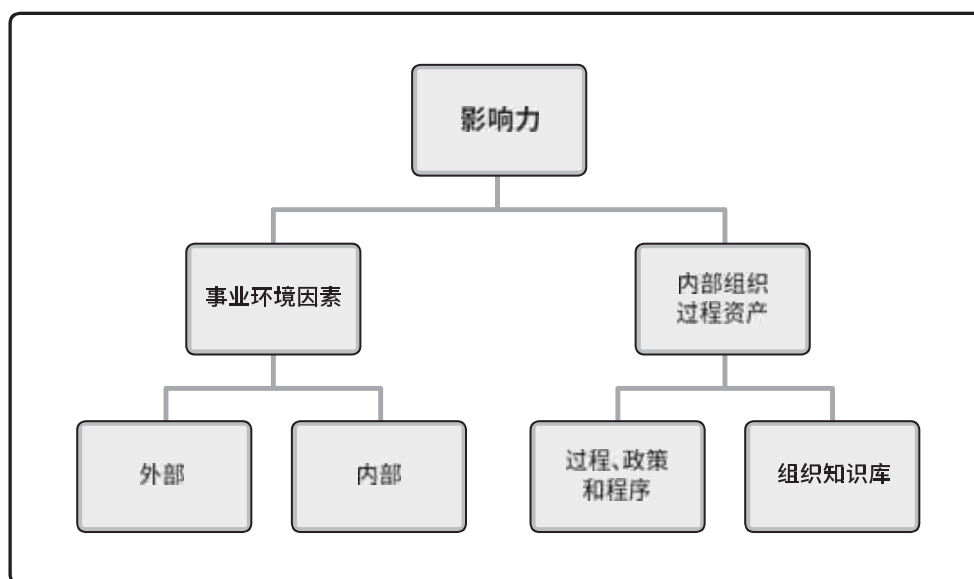 影响力
事业环境因素
内部组织
过程资产
外部
内部
过程、政策
和程序
组织知识库